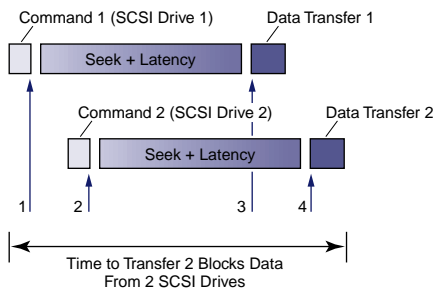 Command 1 (SCSI Drive 1)
Data Transfer 1
Seek + Latency
Command 2 (SCSI Drive 2)
Data Transfer 2
Seek + Latency
1
2
3
4
Time to Transfer 2 Blocks Data
From 2 SCSI Drives